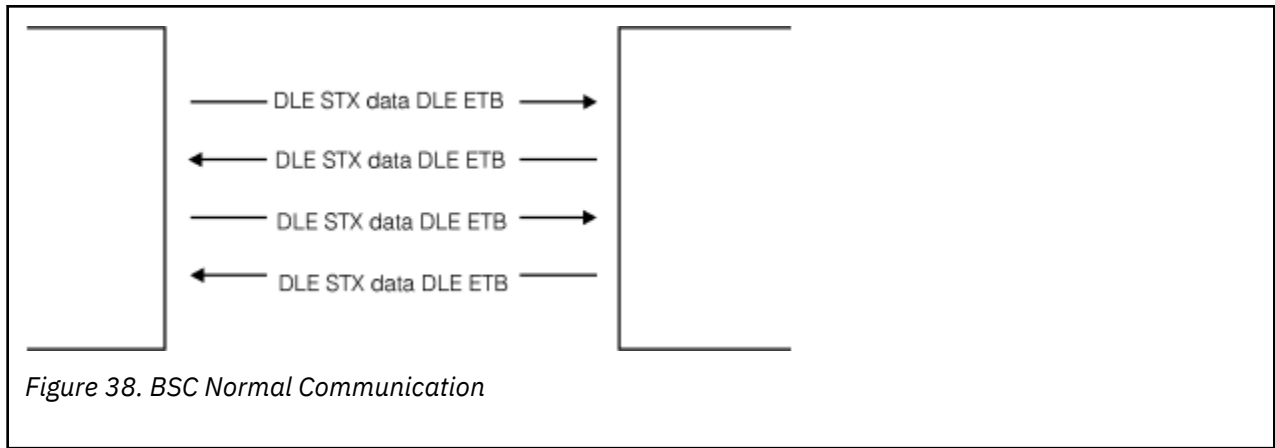 DLE STX data DLE ETB
DLE STX data DLE ETB
DLE STX data DLE ETB
DLE STX data DLE ETB
Figure 38. BSC Normal Communication